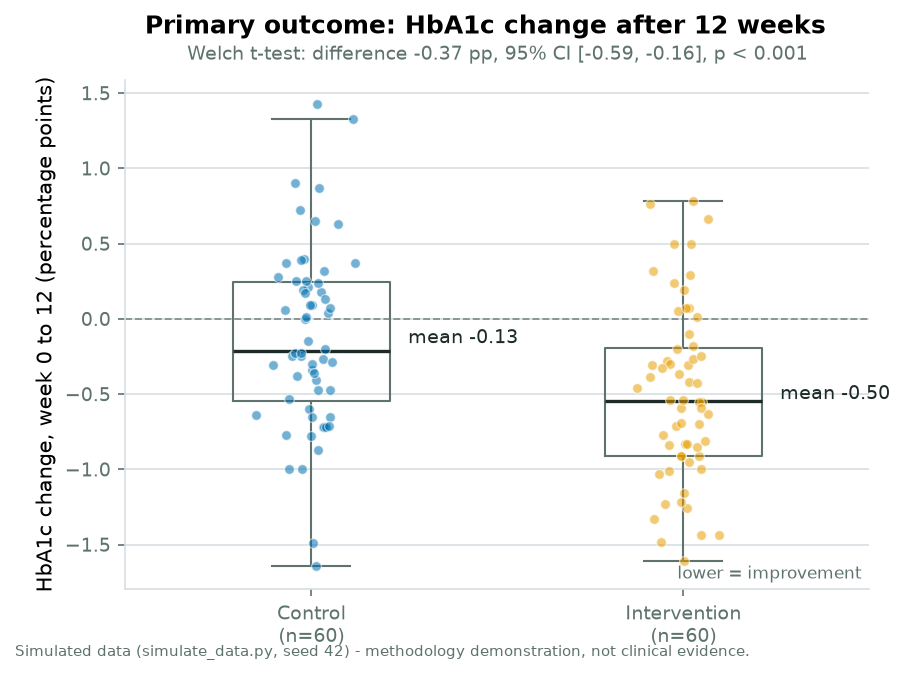 Primary outcome: HbA1c change after 12 weeks
Welch t-test: difference -0.37 pp, 95% CI [-0.59, -0.16], p < 0.001
HbA1c change, week 0 to 12 (percentage points)
1.5
1.0
0.5
0.0
−0.5
−1.0
−1.5
mean -0.13
mean -0.50
lower = improvement
Control
(n=60)
Intervention
(n=60)
Simulated data (simulate_data.py, seed 42) - methodology demonstration, not clinical evidence.